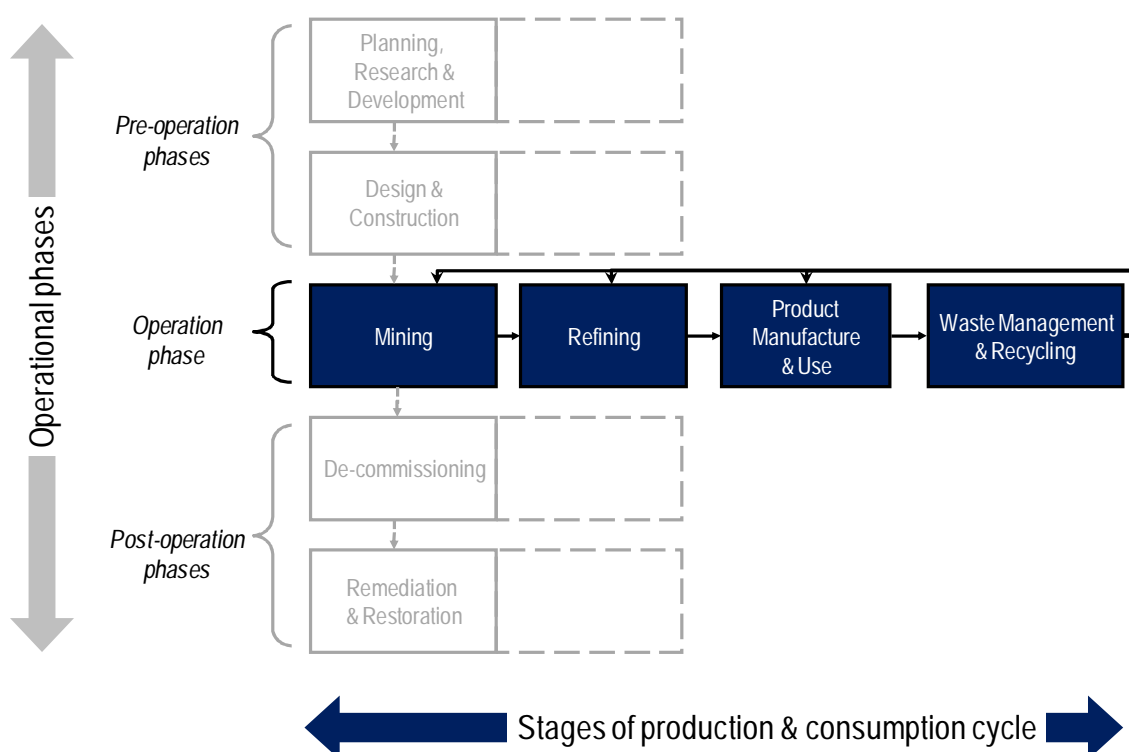 Planning,
Research &
Development
Pre-operation
phases
Design &
Construction
Operational phases
Operation
phase
Mining
Refining
Product
Manufacture
& Use
Waste Management
& Recycling
De-commissioning
Post-operation
phases
Remediation
& Restoration
Stages of production & consumption cycle